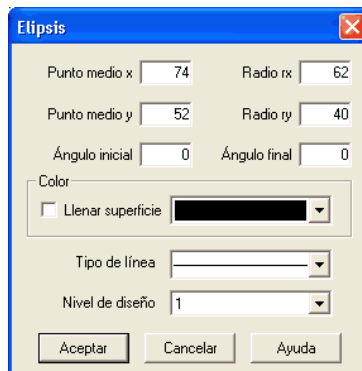 Elipsis
Punto medio x 74 Radio rx 62
Punto medio y 52 Radio ry 40
Ángulo inicial 0 Ángulo final 0
Color
Llenar superficie
Tipo de línea
Nivel de diseño 1
Aceptar Cancelar Ayuda